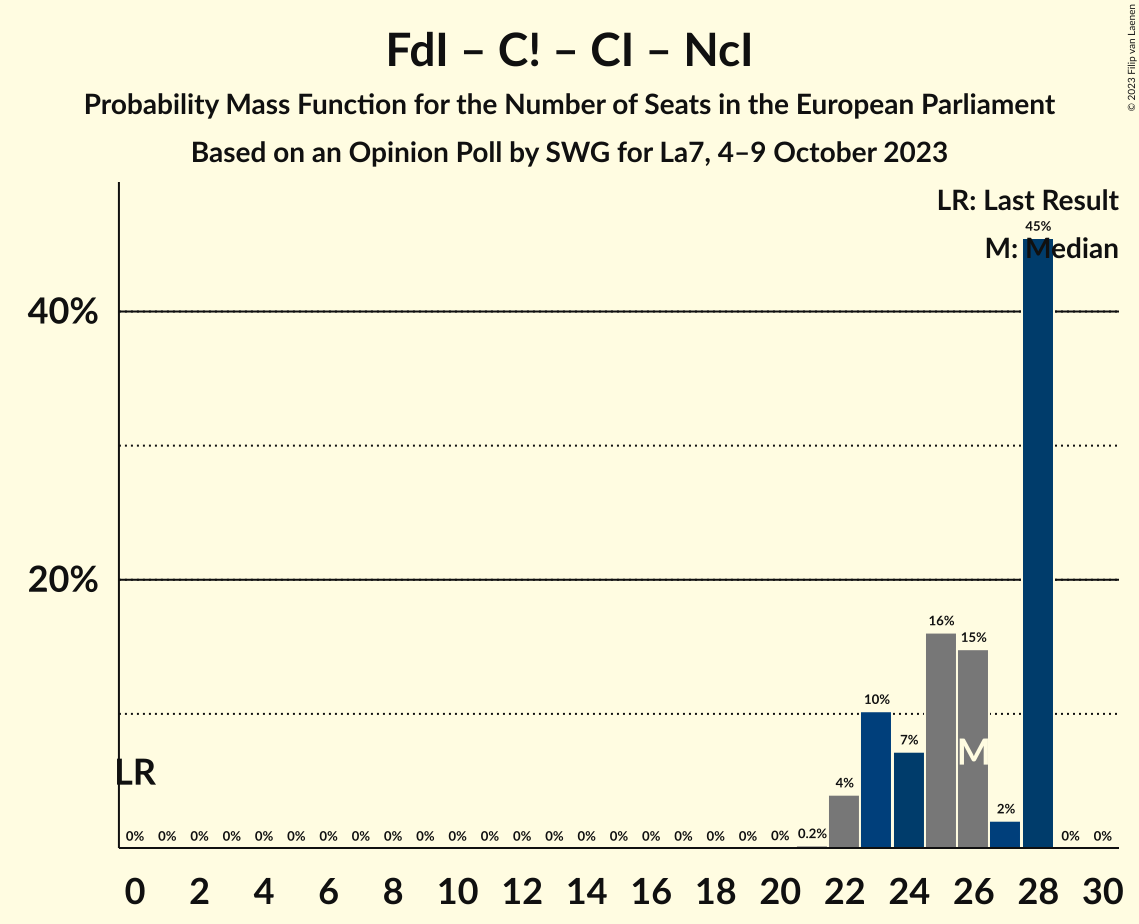 FdI – C! – CI – NcI
Probability Mass Function for the Number of Seats in the European Parliament
Based on an Opinion Poll by SWG for La7, 4–9 October 2023
© 2023 Filip van Laenen
LR: Last Result
M: Median
45%
40%
20%
16%
15%
10%
7%
4%
2%
M
LR
0% 0% 0% 0% 0% 0% 0% 0% 0% 0% 0% 0% 0% 0% 0% 0% 0% 0% 0% 0% 0% 0.2% 0% 0%
0 2 4 6 8 10 12 14 16 18 20 22 24 26 28 30